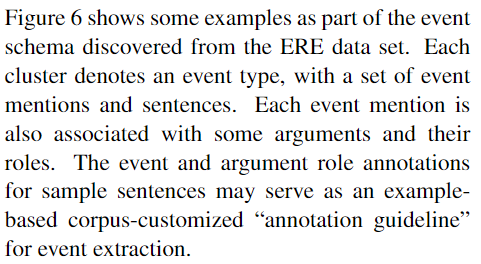 Figure 6 shows some examples as part of the event
schema discovered from the ERE data set. Each
cluster denotes an event type, with a set of event
mentions and sentences. Each event mention is
also associated with some arguments and their
roles. The event and argument role annotations
for sample sentences may serve as an example-
based corpus-customized “annotation guideline”
for event extraction.